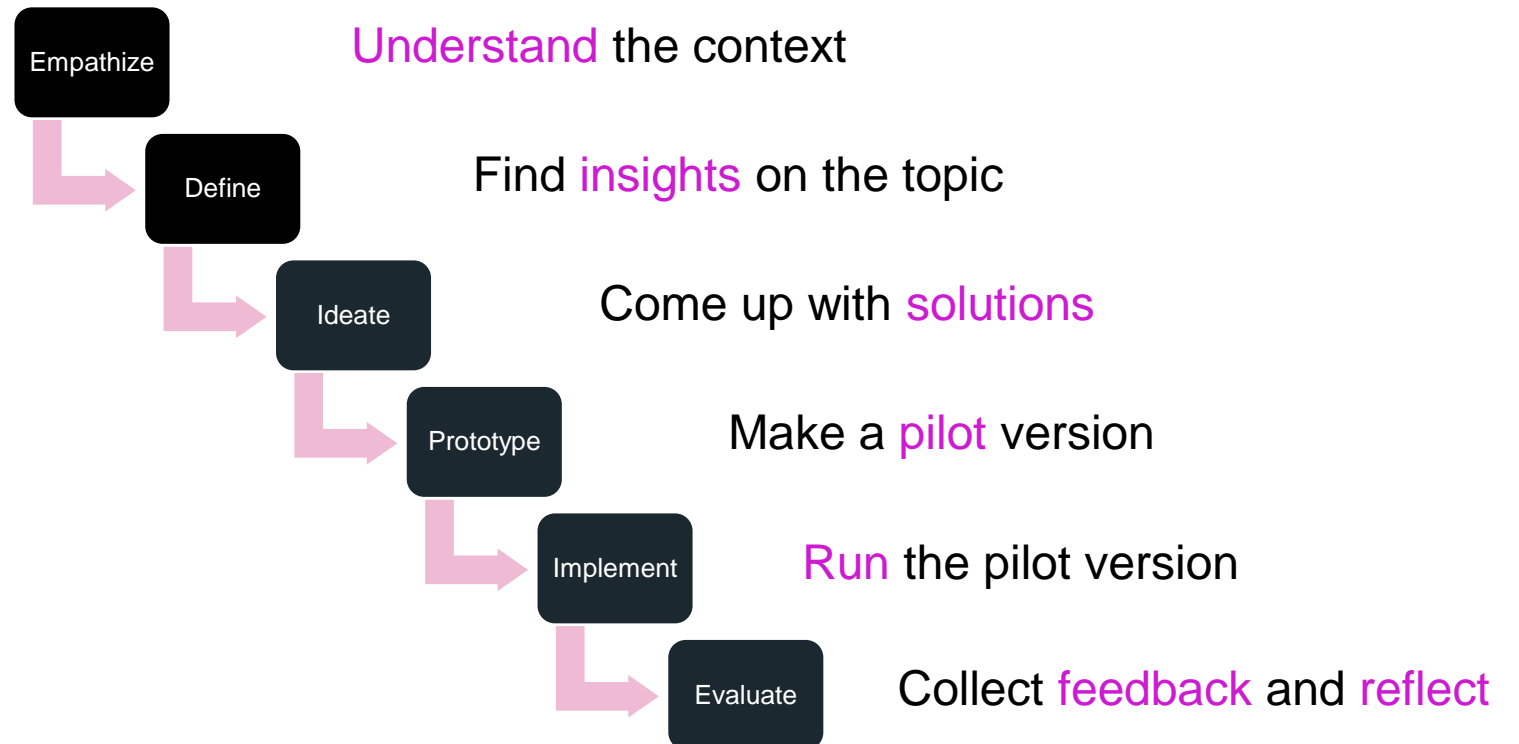 Empathize
Understand the context
Define
Find insights on the topic
Ideate
Come up with solutions
Prototype
Make a pilot version
Implement
Run the pilot version
Evaluate
Collect feedback and reflect